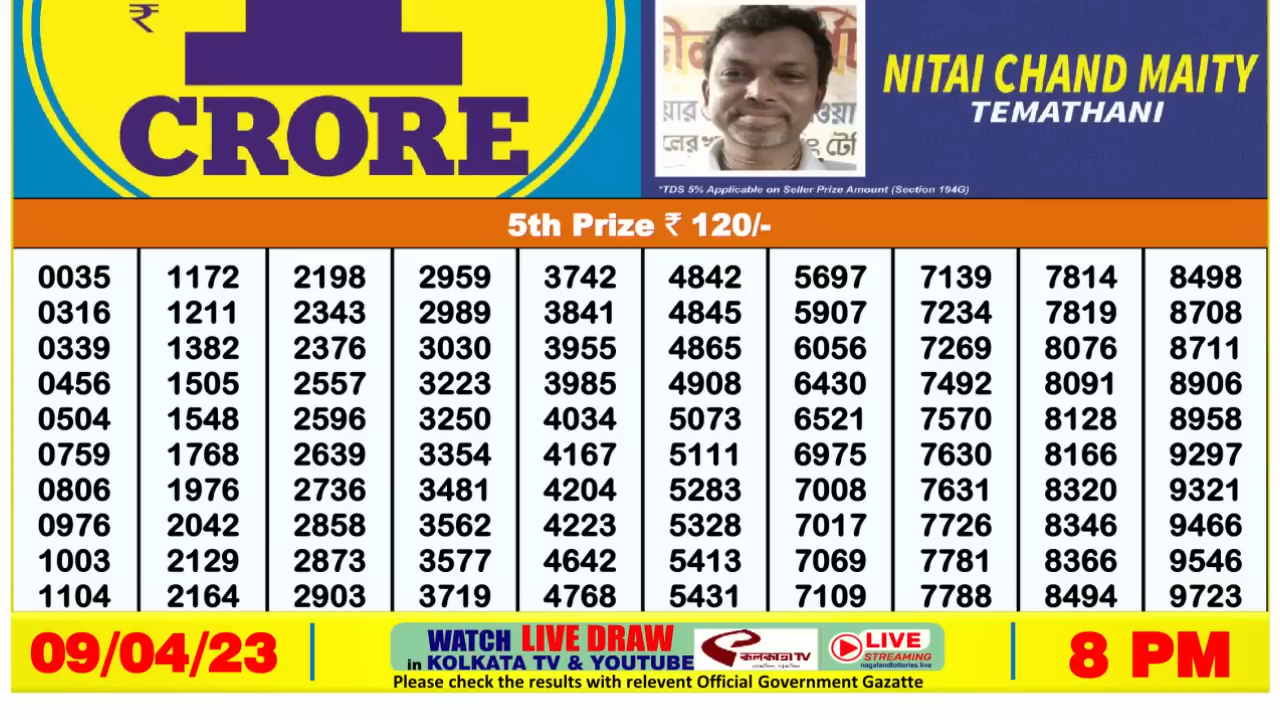 ₹
1
CRORE
NITAI CHAND MAITY
TEMATHANI
*TDS 5% Applicable on Seller Prize Amount (Section 194G)
5th Prize ₹ 120/-
0035 1172 2198 2959 3742 4842 5697 7139 7814 8498
0316 1211 2343 2989 3841 4845 5907 7234 7819 8708
0339 1382 2376 3030 3955 4865 6056 7269 8076 8711
0456 1505 2557 3223 3985 4908 6430 7492 8091 8906
0504 1548 2596 3250 4034 5073 6521 7570 8128 8958
0759 1768 2639 3354 4167 5111 6975 7630 8166 9297
0806 1976 2736 3481 4204 5283 7008 7631 8320 9321
0976 2042 2858 3562 4223 5328 7017 7726 8346 9466
1003 2129 2873 3577 4642 5413 7069 7781 8366 9546
1104 2164 2903 3719 4768 5431 7109 7788 8494 9723
09/04/23
WATCH LIVE DRAW
in KOLKATA TV & YOUTUBE
কলকাতা TV
LIVE
STREAMING
nagalandlotteries.live
Please check the results with relevent Official Government Gazatte
8 PM